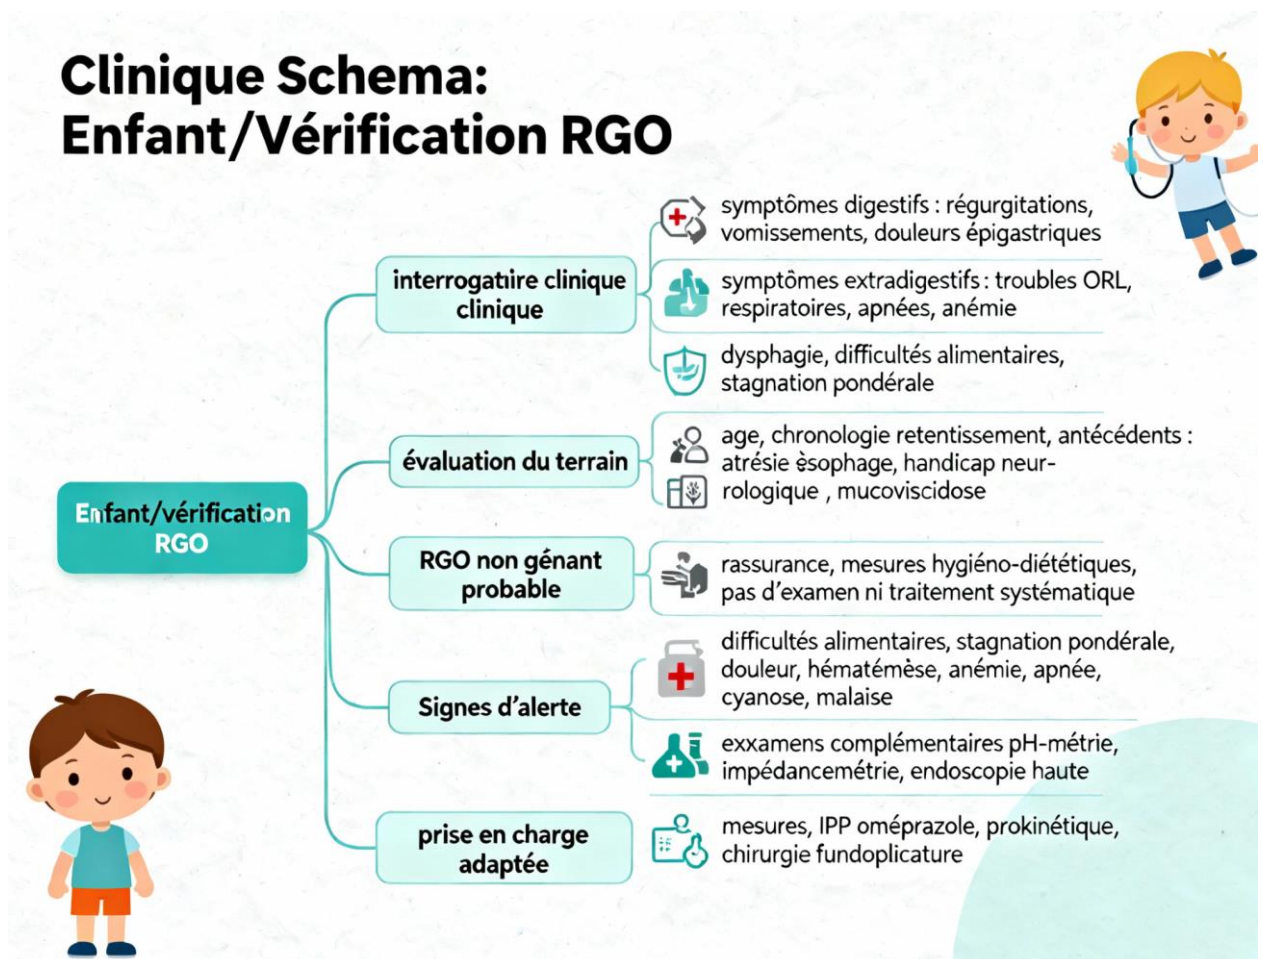 Clinique Schema:
Enfant/Vérification RGO
symptômes digestifs : régurgitations,
vomissements, douleurs épigastriques
interrogatiire clinique
clinique
symptômes extradigestifs : troubles ORL,
respiratoires, apnées, anémie
dysphagie, difficultés alimentaires,
stagnation pondérale
évaluation du terrain
age, chronologie retentissement, antécédents :
atrésie èsophage, handicap neur-
rologique , mucoviscidose
Enfant/vérification
RGO
RGO non génant
probable
rassurance, mesures hygiéno-diététiques,
pas d'examen ni traitement systématique
Signes d'alerte
difficultés alimentaires, stagnation pondérale,
douleur, hématémèse, anémie, apnée,
cyanose, malaise
exxamens complémentaires pH-métrie,
impédancemétrie, endoscopie haute
prise en charge
adaptée
mesures, IPP oméprazole, prokinétique,
chirurgie fundoplicature